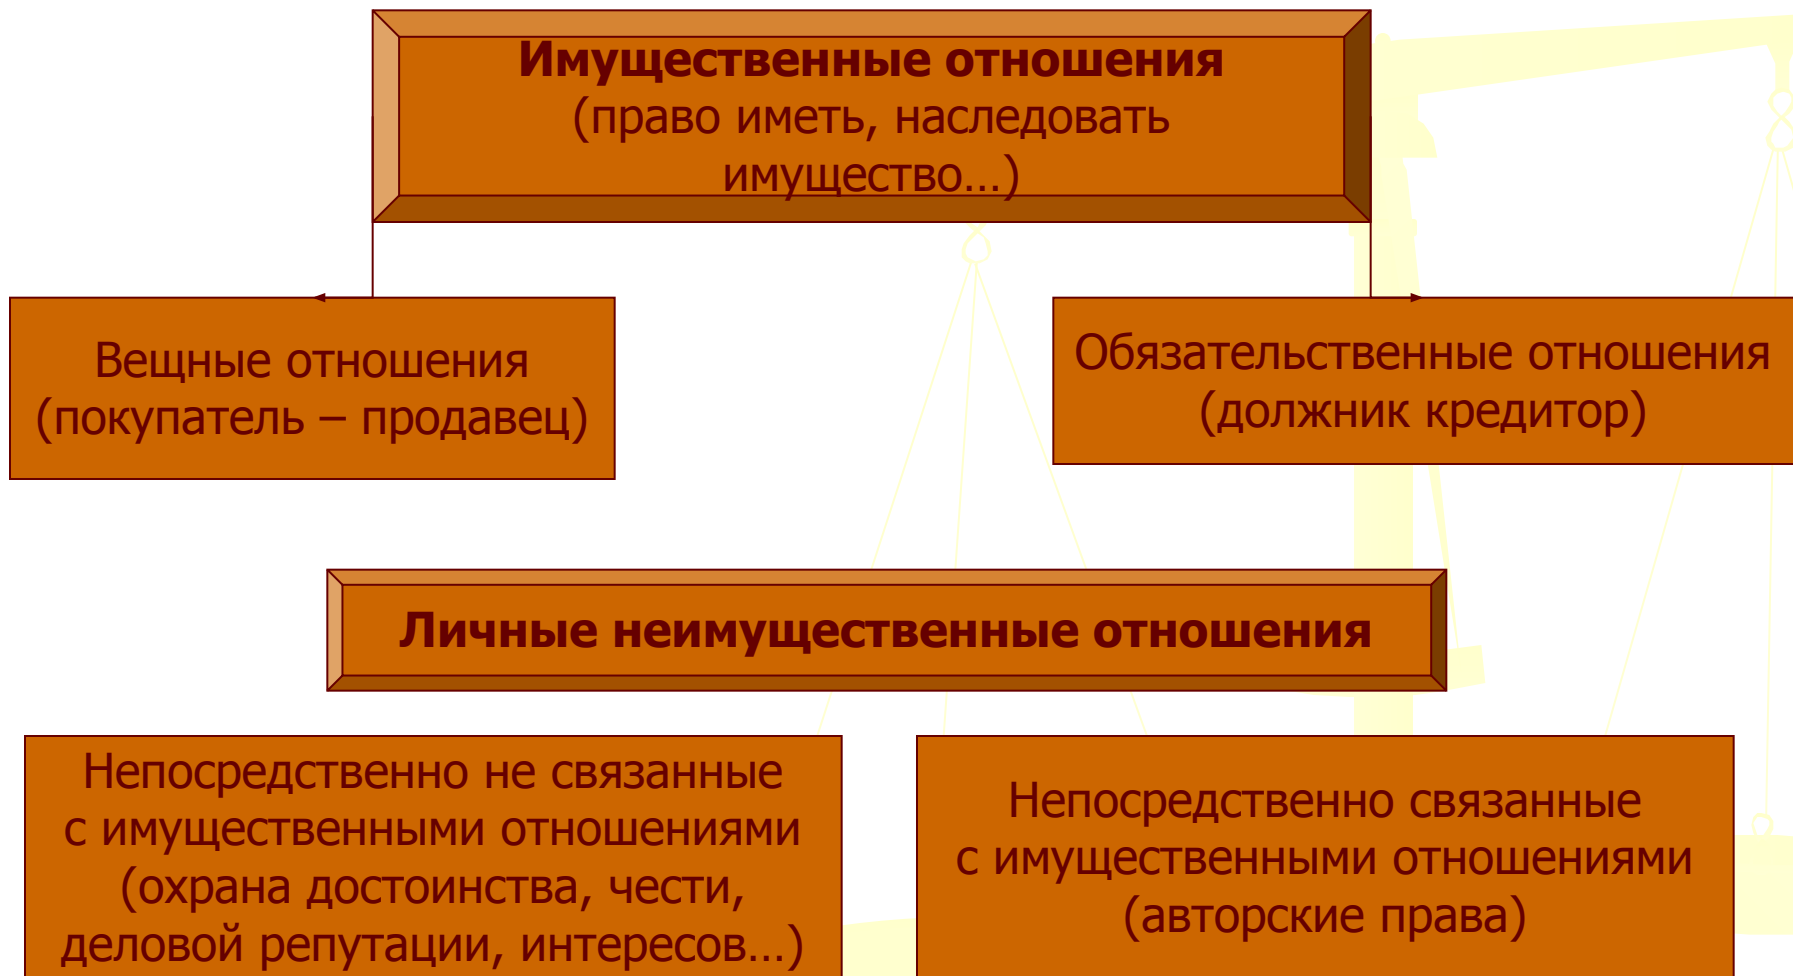 Имущественные отношения
(право иметь, наследовать
имущество...)
Вещные отношения
(покупатель – продавец)
Обязательственные отношения
(должник кредитор)
Личные неимущественные отношения
Непосредственно не связанные
с имущественными отношениями
(охрана достоинства, чести,
деловой репутации, интересов...)
Непосредственно связанные
с имущественными отношениями
(авторские права)